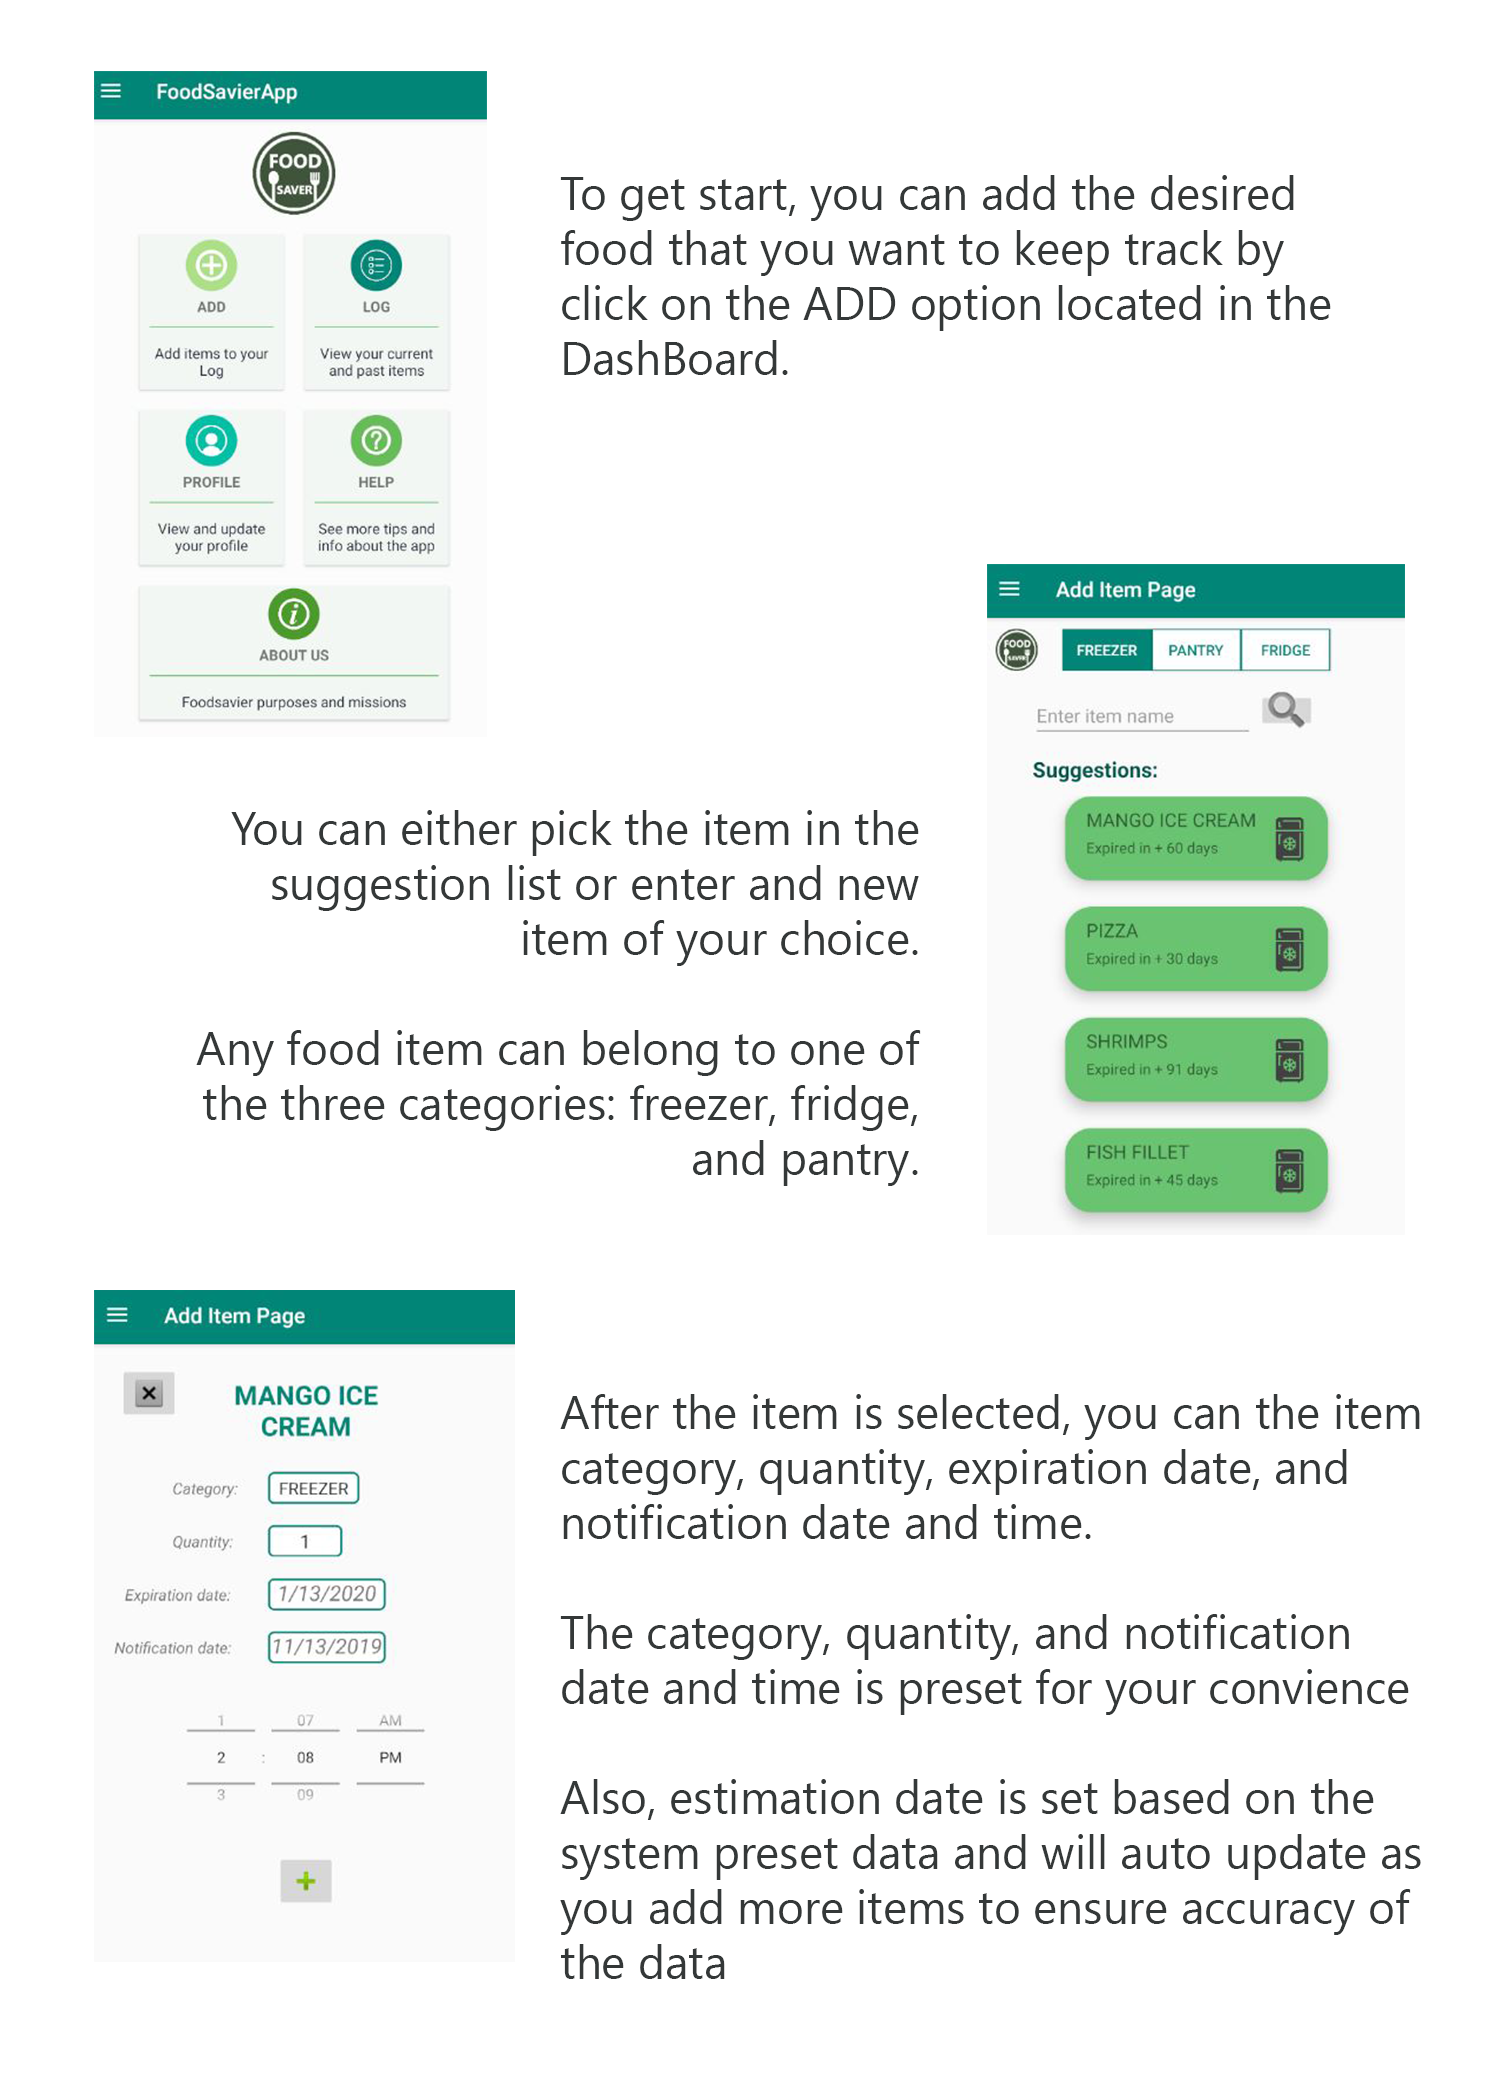 FoodSavierApp
FOOD
SAVER
ADD
Add items to your
Log
LOG
View your current
and past items
PROFILE
View and update
your profile
HELP
See more tips and
info about the app
ABOUT US
Foodsavier purposes and missions
To get start, you can add the desired
food that you want to keep track by
click on the ADD option located in the
DashBoard.
Add Item Page
FOOD
SAVER
FREEZER
PANTRY
FRIDGE
Enter item name
Suggestions:
MANGO ICE CREAM
Expired in + 60 days
PIZZA
Expired in + 30 days
SHRIMPS
Expired in + 91 days
FISH FILLET
Expired in + 45 days
You can either pick the item in the
suggestion list or enter and new
item of your choice.
Any food item can belong to one of
the three categories: freezer, fridge,
and pantry.
Add Item Page
MANGO ICE
CREAM
Category: FREEZER
Quantity: 1
Expiration date: 1/13/2020
Notification date: 11/13/2019
1 07 AM
2 : 08 PM
3 09
After the item is selected, you can the item
category, quantity, expiration date, and
notification date and time.
The category, quantity, and notification
date and time is preset for your convience
Also, estimation date is set based on the
system preset data and will auto update as
you add more items to ensure accuracy of
the data